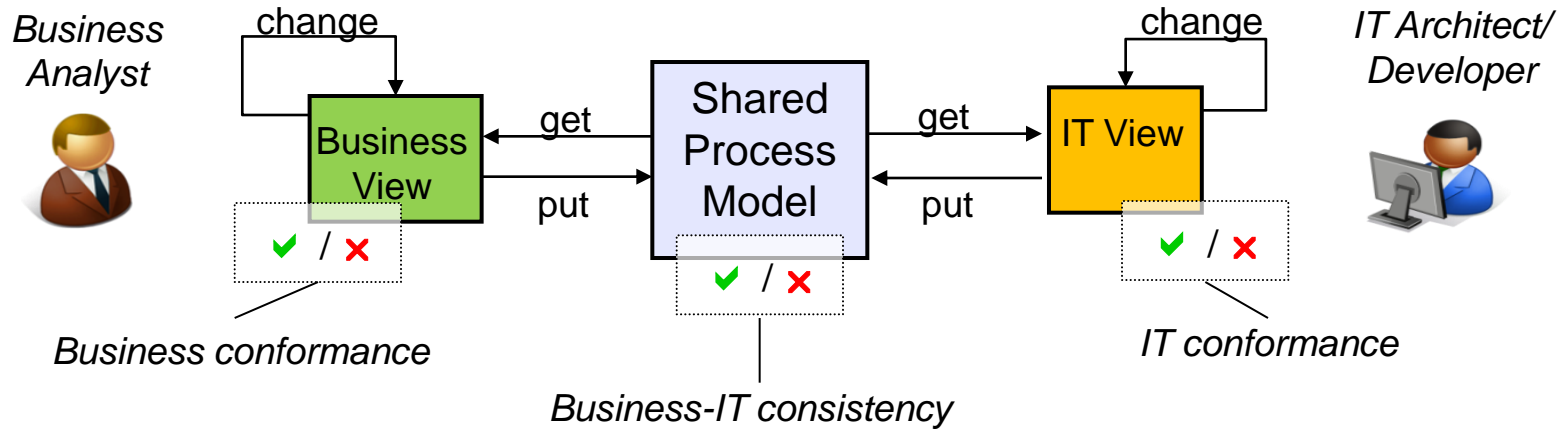 Business
Analyst
change
Business
View
get
put
Shared
Process
Model
get
put
change
IT View
IT Architect/
Developer
/
/
/
Business conformance
Business-IT consistency
IT conformance